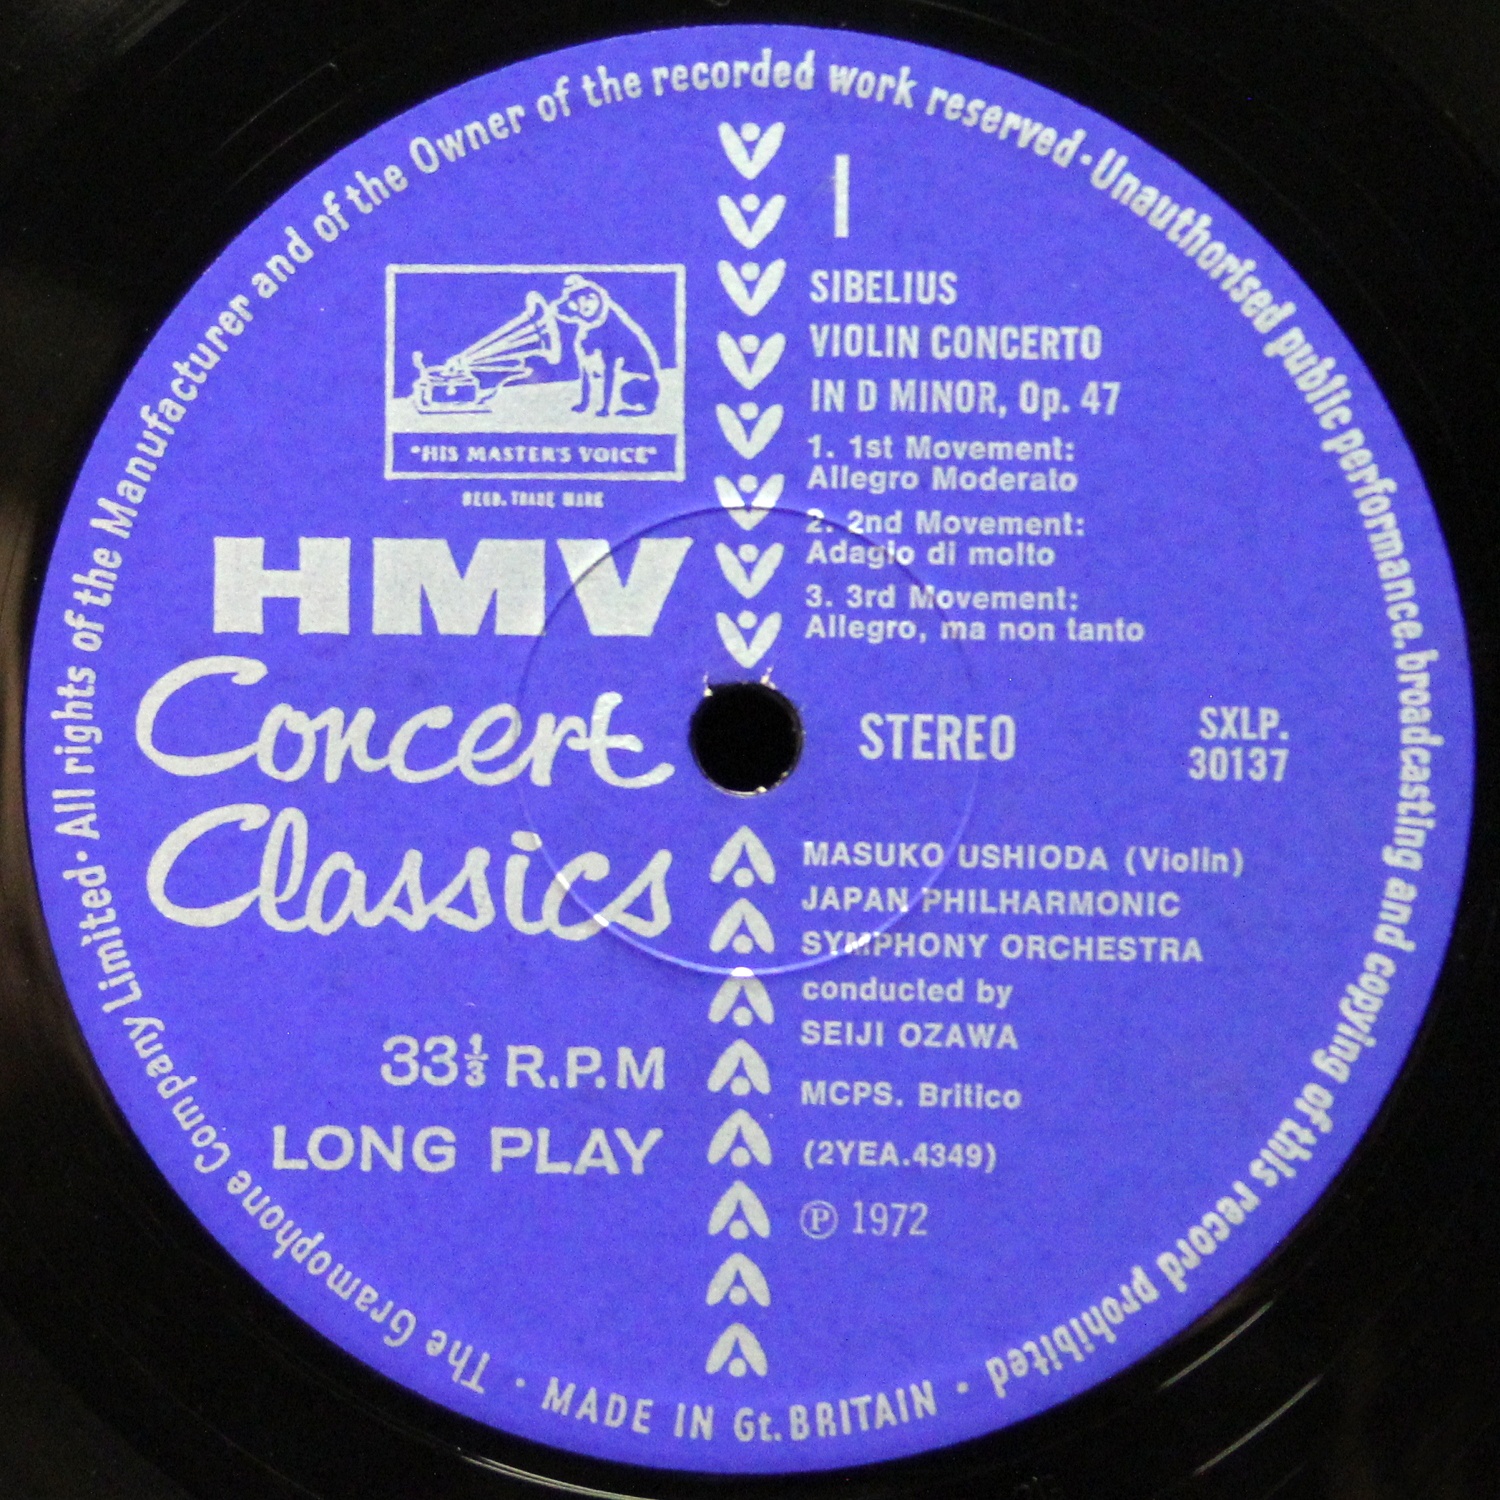 The Gramophone Company Limited · All rights of the Manufacturer and of the Owner of the recorded work reserved · Unauthorised public performance. broadcasting and copying of this record prohibited · MADE IN Gt. BRITAIN ·
"HIS MASTER'S VOICE"
REGD. TRADE MARK
HMV
Concert
Classics
33⅓ R.P.M
LONG PLAY
1
SIBELIUS
VIOLIN CONCERTO
IN D MINOR, Op. 47
1. 1st Movement:
Allegro Moderato
2. 2nd Movement:
Adagio di molto
3. 3rd Movement:
Allegro, ma non tanto
STEREO
SXLP.
30137
MASUKO USHIODA (Violin)
JAPAN PHILHARMONIC
SYMPHONY ORCHESTRA
conducted by
SEIJI OZAWA
MCPS. Britico
(2YEA.4349)
℗ 1972